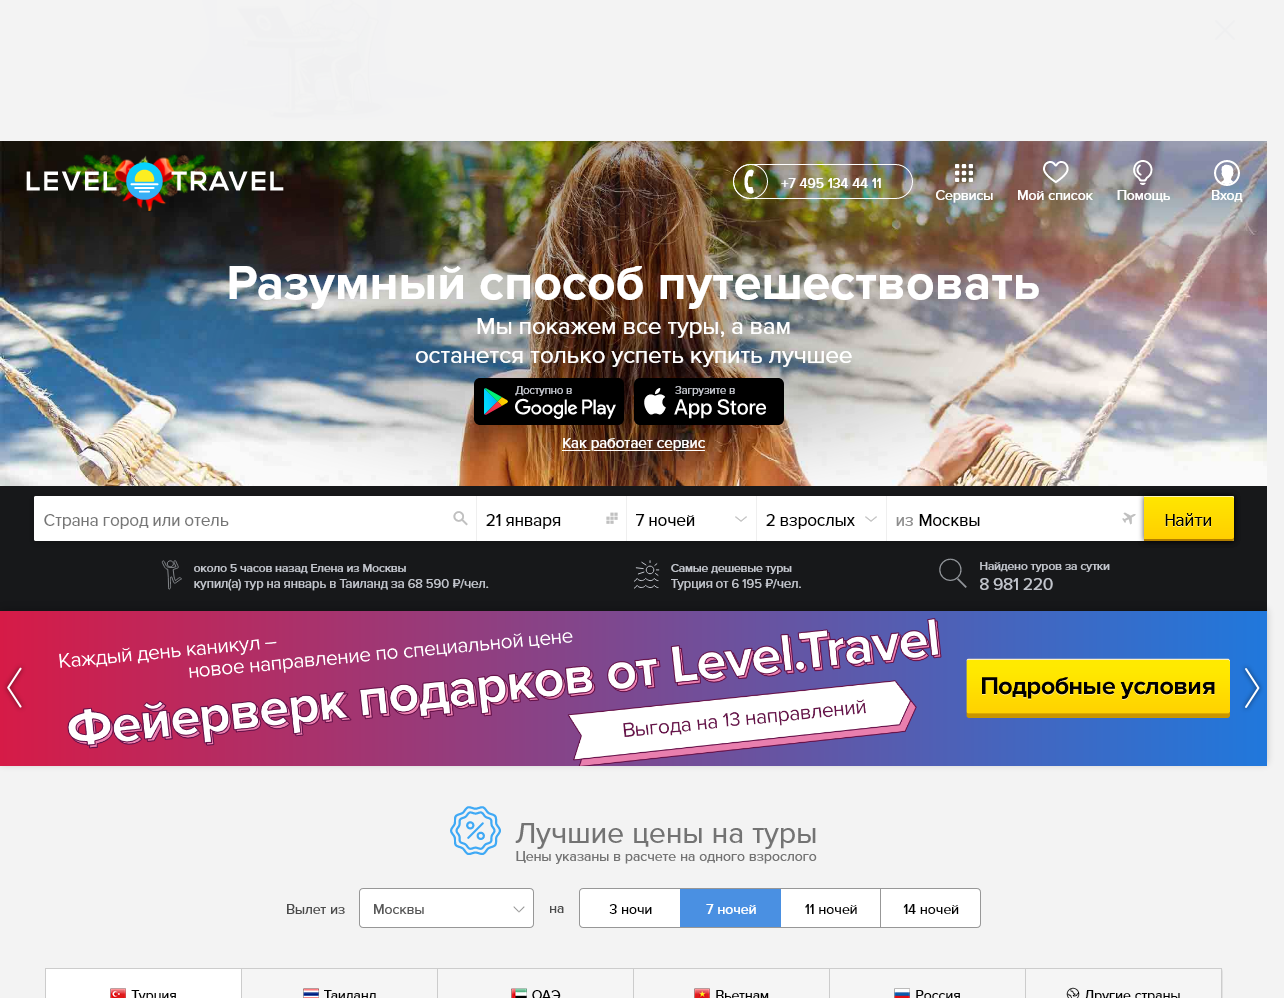 LEVEL TRAVEL
+7 495 134 44 11
Сервисы
Мой список
Помощь
Вход
Разумный способ путешествовать
Мы покажем все туры, а вам
останется только успеть купить лучшее
Доступно в
Google Play
Загрузите в
App Store
Как работает сервис
Страна город или отель
21 января
7 ночей
2 взрослых
из Москвы
Найти
около 5 часов назад Елена из Москвы
купил(а) тур на январь в Таиланд за 68 590 ₽/чел.
Самые дешевые туры
Турция от 6 195 ₽/чел.
Найдено туров за сутки
8 981 220
Каждый день каникул –
новое направление по специальной цене
Фейерверк подарков от Level.Travel
Выгода на 13 направлений
Подробные условия
Лучшие цены на туры
Цены указаны в расчете на одного взрослого
Вылет из
Москвы
на
3 ночи
7 ночей
11 ночей
14 ночей
Турция
Таиланд
ОАЭ
Вьетнам
Россия
Другие страны